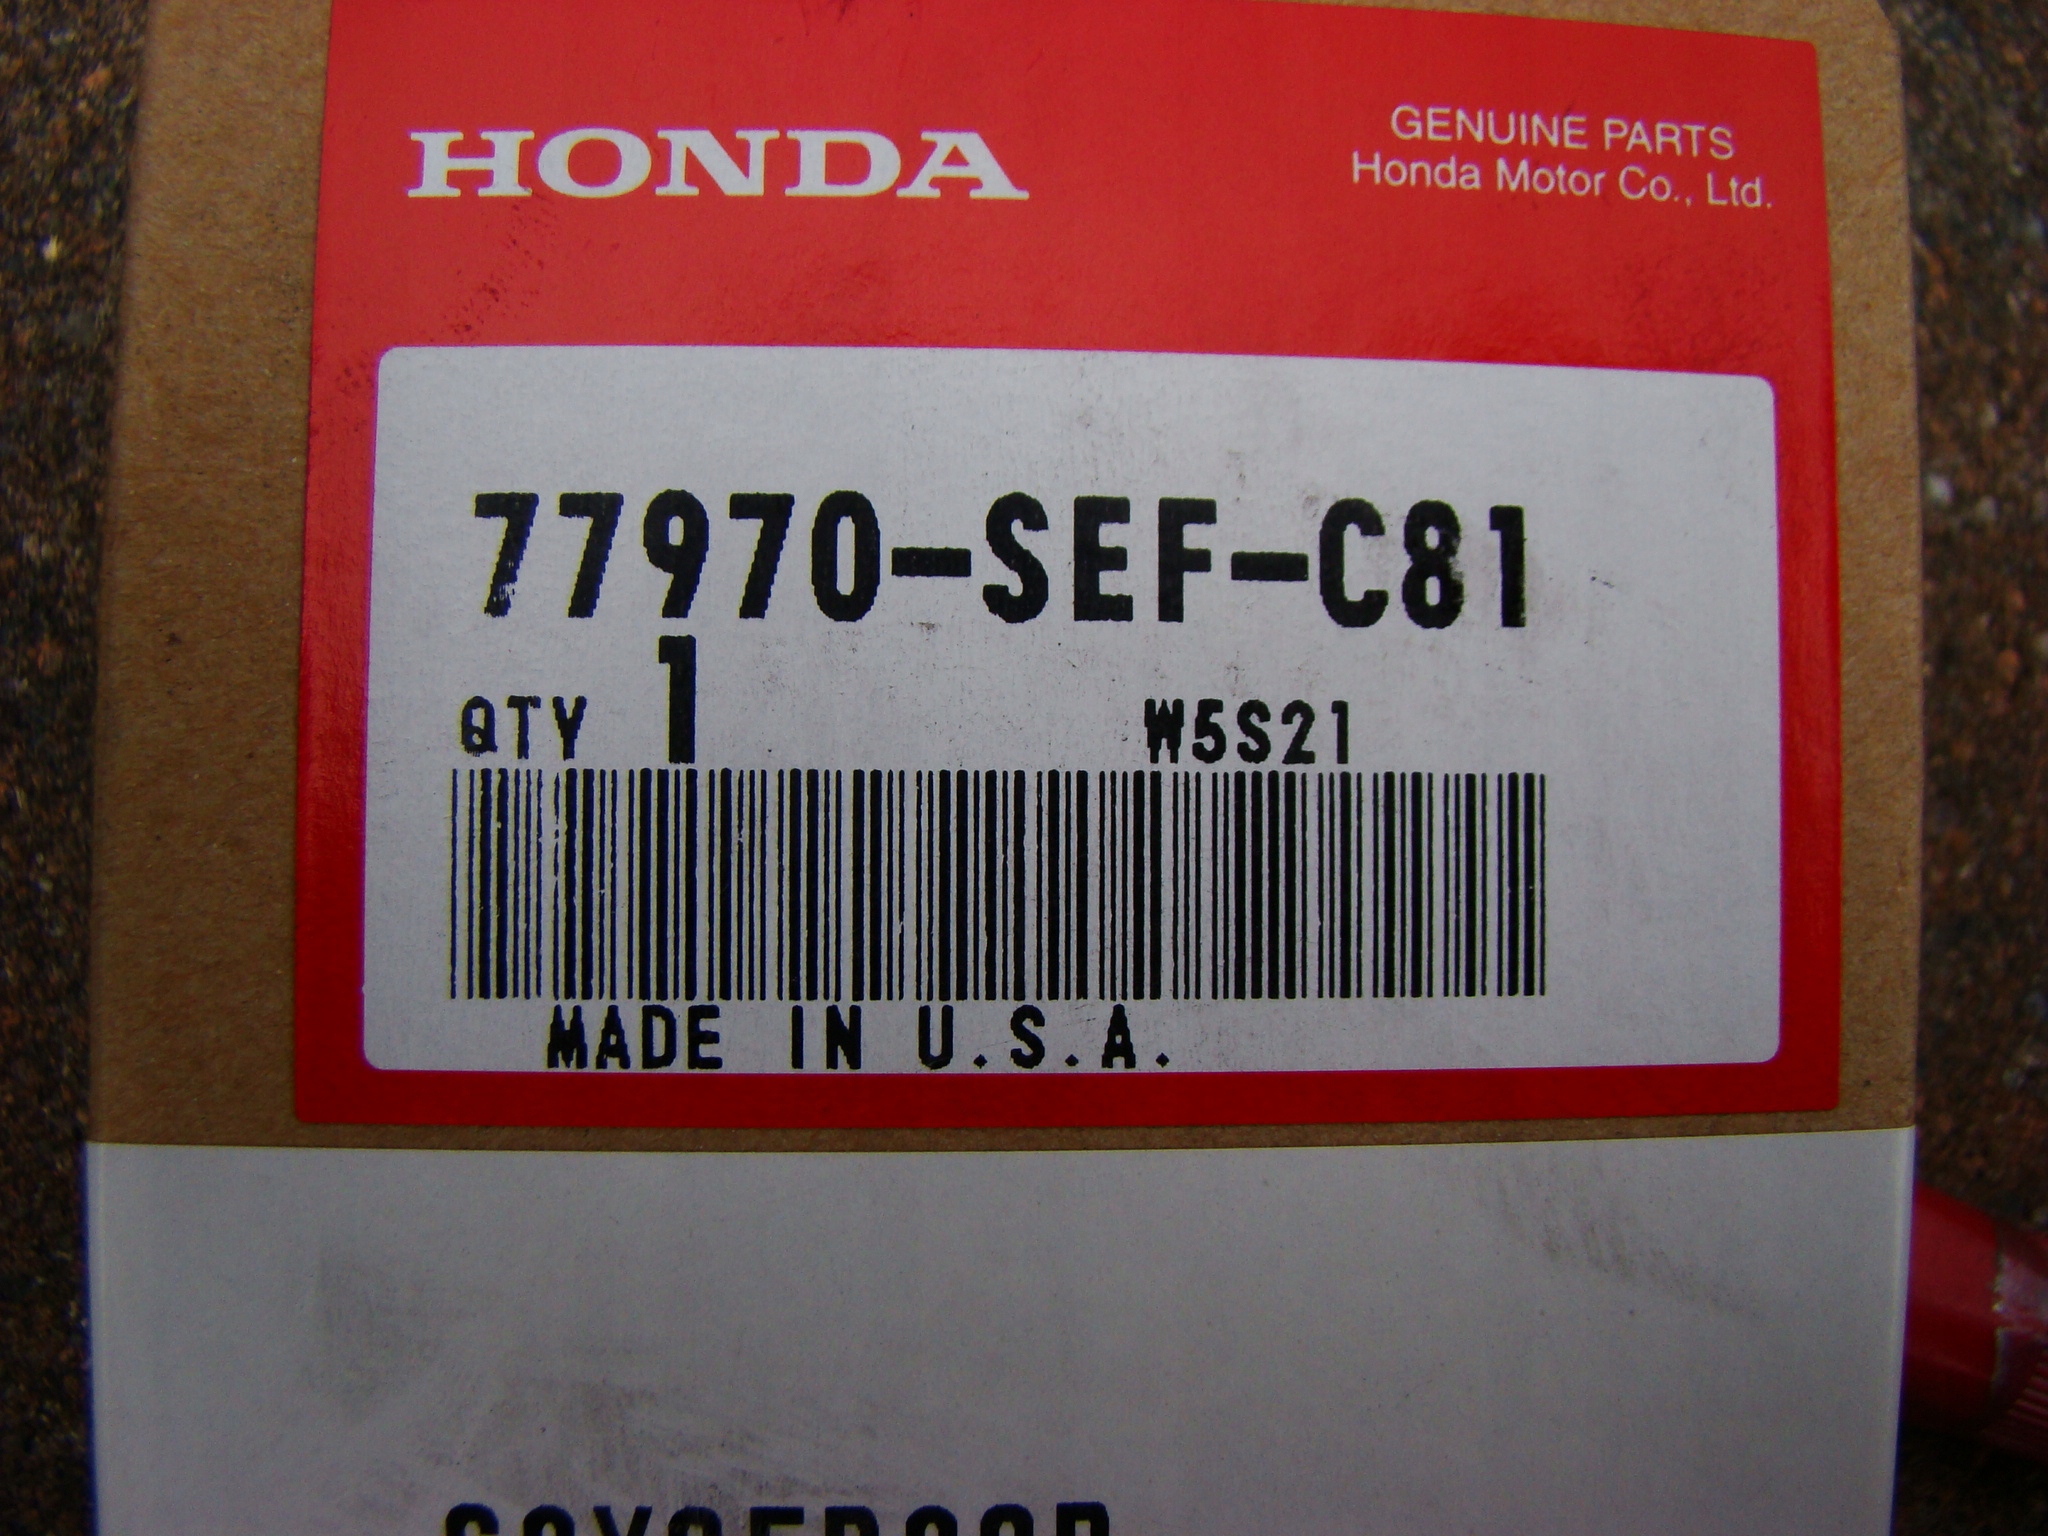 HONDA
GENUINE PARTS
Honda Motor Co., Ltd.
77970-SEF-C81
QTY 1 W5S21
MADE IN U.S.A.